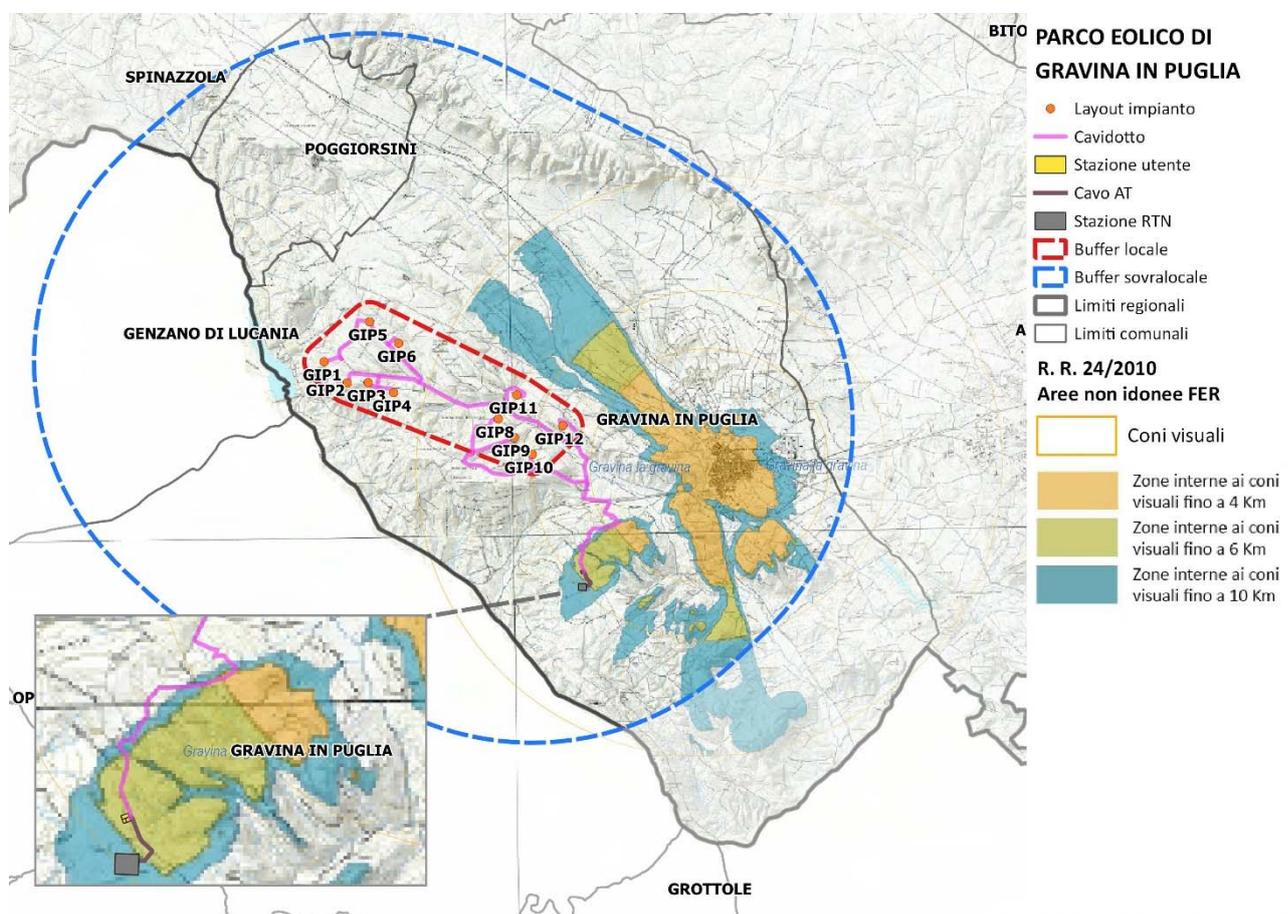 BITO
SPINAZZOLA
POGGIORSINI
GENZANO DI LUCANIA
A
GIP5
GIP6
GIP1
GIP2
GIP3
GIP4
GIP11
GIP8
GRAVINA IN PUGLIA
GIP12
GIP9
GIP10
Gravina la gravina
Gravina la gravina
OP
Gravina
GRAVINA IN PUGLIA
GROTTOLE
PARCO EOLICO DI
GRAVINA IN PUGLIA
Layout impianto
Cavidotto
Stazione utente
Cavo AT
Stazione RTN
Buffer locale
Buffer sovralocale
Limiti regionali
Limiti comunali
R. R. 24/2010
Aree non idonee FER
Coni visuali
Zone interne ai coni
visuali fino a 4 Km
Zone interne ai coni
visuali fino a 6 Km
Zone interne ai coni
visuali fino a 10 Km